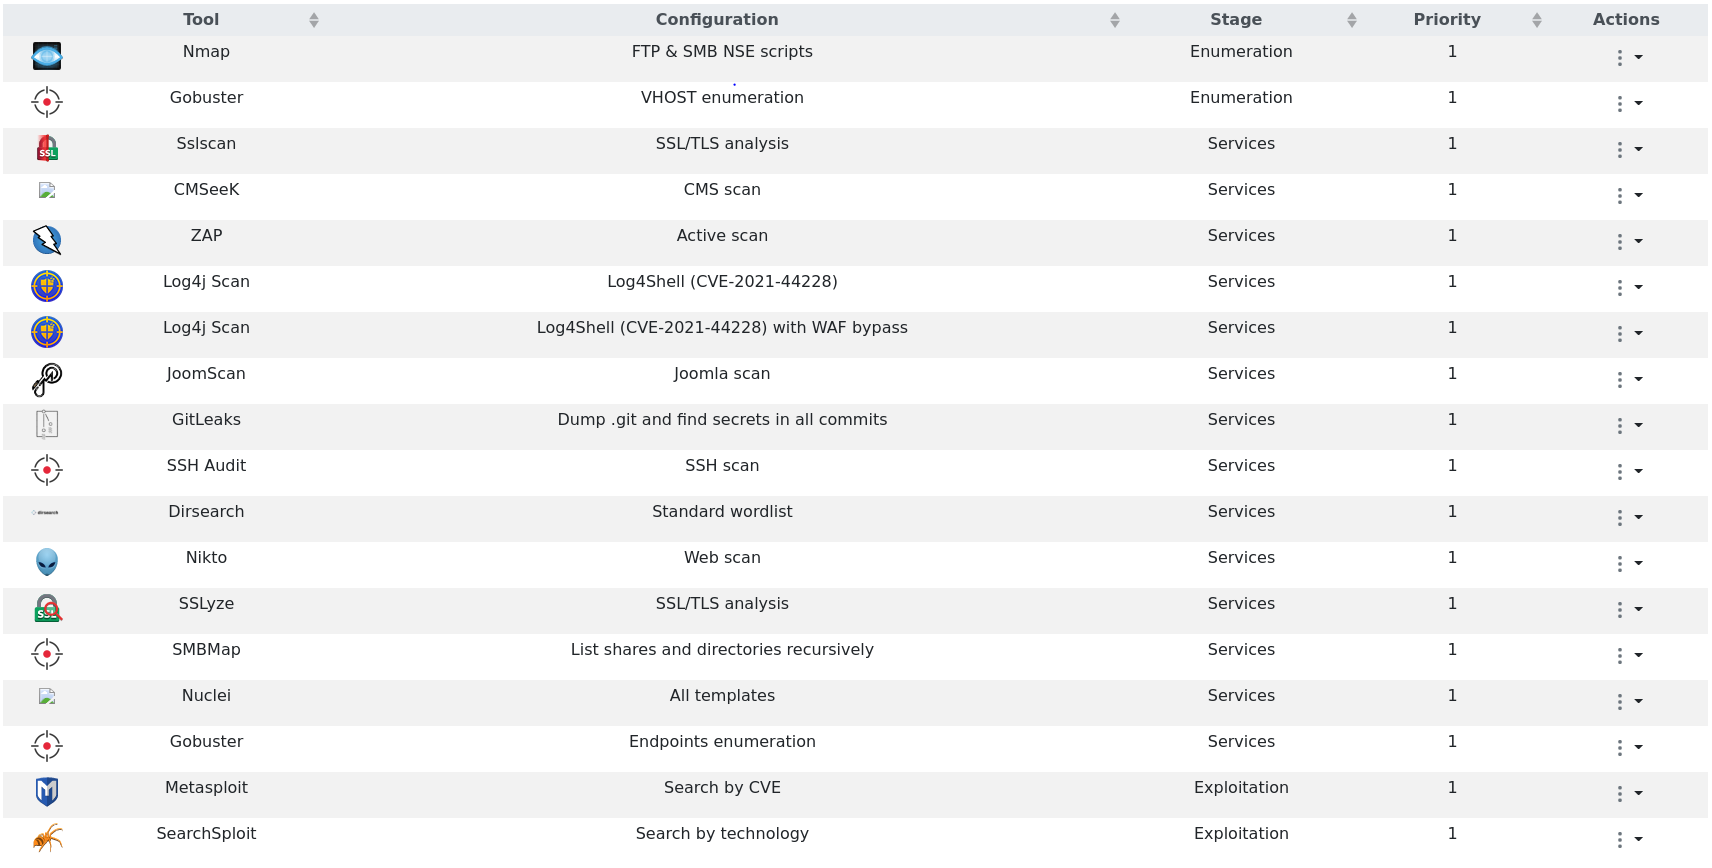 Tool Configuration Stage Priority Actions
Nmap FTP & SMB NSE scripts Enumeration 1
Gobuster VHOST enumeration Enumeration 1
SSL Sslscan SSL/TLS analysis Services 1
CMSeeK CMS scan Services 1
ZAP Active scan Services 1
Log4j Scan Log4Shell (CVE-2021-44228) Services 1
Log4j Scan Log4Shell (CVE-2021-44228) with WAF bypass Services 1
JoomScan Joomla scan Services 1
GitLeaks Dump .git and find secrets in all commits Services 1
SSH Audit SSH scan Services 1
dirsearch Dirsearch Standard wordlist Services 1
Nikto Web scan Services 1
SSL SSLyze SSL/TLS analysis Services 1
SMBMap List shares and directories recursively Services 1
Nuclei All templates Services 1
Gobuster Endpoints enumeration Services 1
Metasploit Search by CVE Exploitation 1
SearchSploit Search by technology Exploitation 1